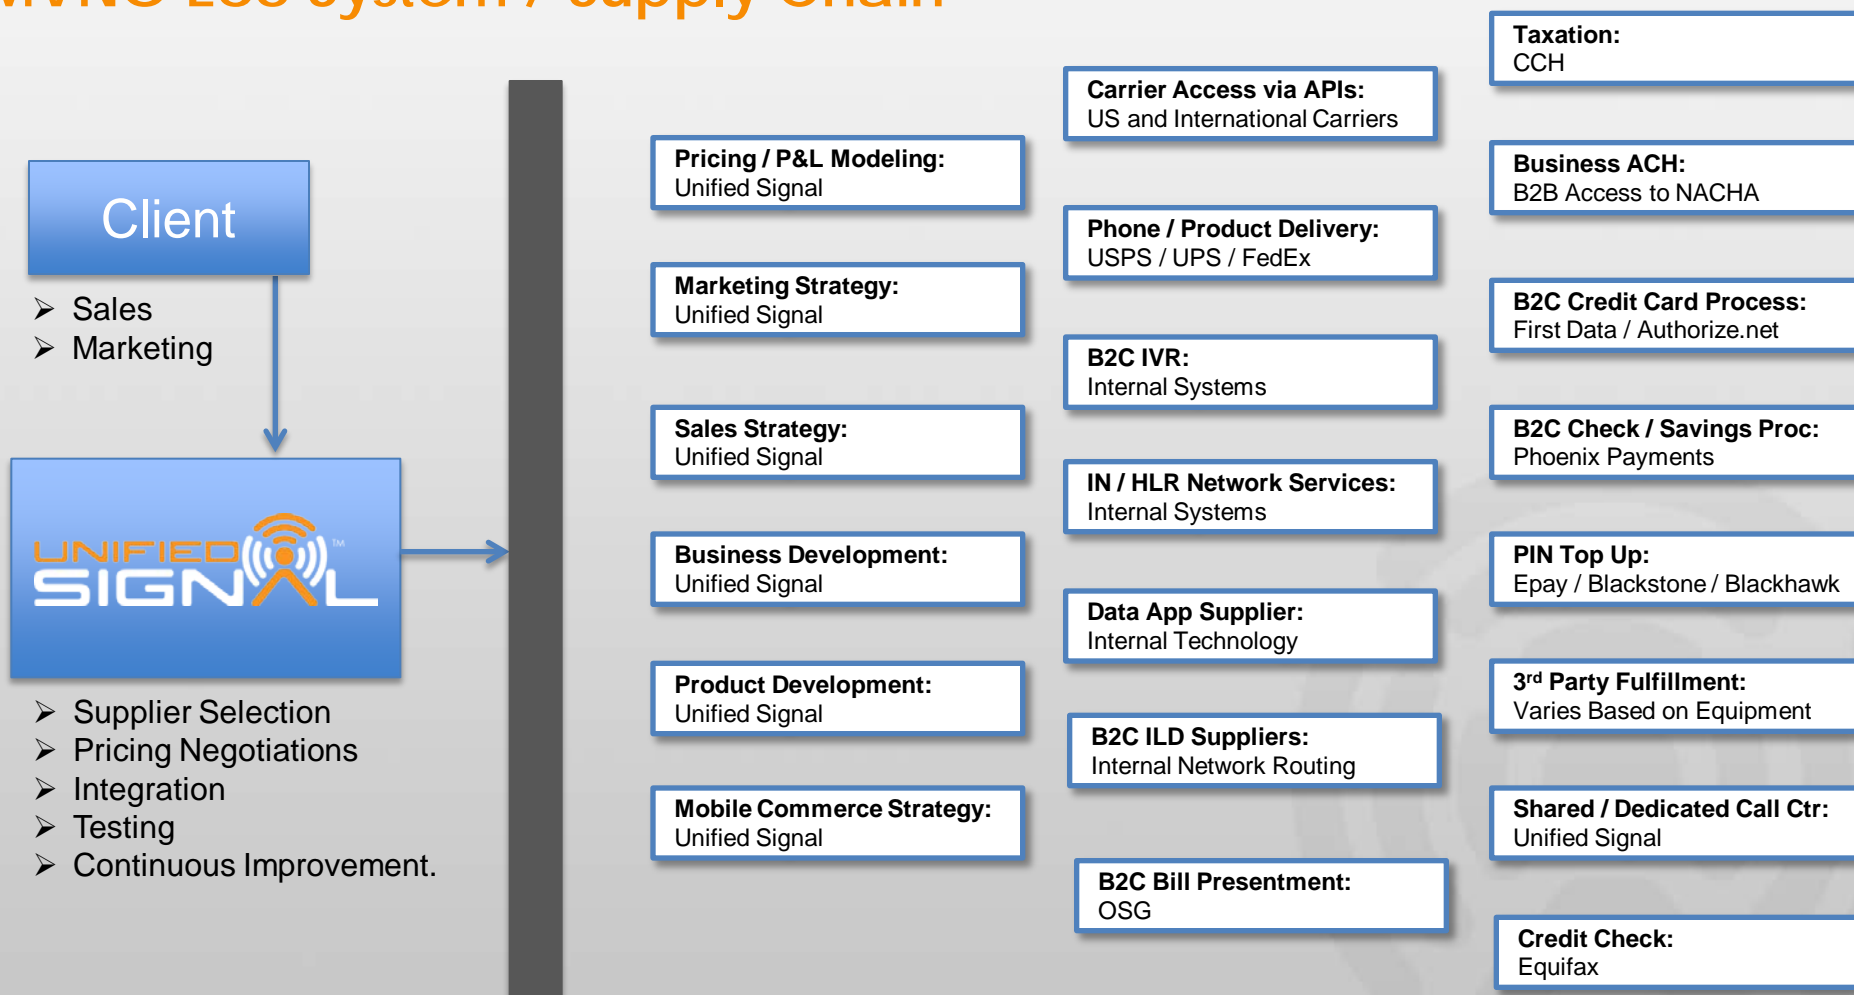 MVNO Eco System / Supply Chain
Client
➢ Sales
➢ Marketing
UNIFIED
SIGNAL™
➢ Supplier Selection
➢ Pricing Negotiations
➢ Integration
➢ Testing
➢ Continuous Improvement.
Pricing / P&L Modeling:
Unified Signal
Marketing Strategy:
Unified Signal
Sales Strategy:
Unified Signal
Business Development:
Unified Signal
Product Development:
Unified Signal
Mobile Commerce Strategy:
Unified Signal
Carrier Access via APIs:
US and International Carriers
Phone / Product Delivery:
USPS / UPS / FedEx
B2C IVR:
Internal Systems
IN / HLR Network Services:
Internal Systems
Data App Supplier:
Internal Technology
B2C ILD Suppliers:
Internal Network Routing
B2C Bill Presentment:
OSG
Taxation:
CCH
Business ACH:
B2B Access to NACHA
B2C Credit Card Process:
First Data / Authorize.net
B2C Check / Savings Proc:
Phoenix Payments
PIN Top Up:
Epay / Blackstone / Blackhawk
3rd Party Fulfillment:
Varies Based on Equipment
Shared / Dedicated Call Ctr:
Unified Signal
Credit Check:
Equifax